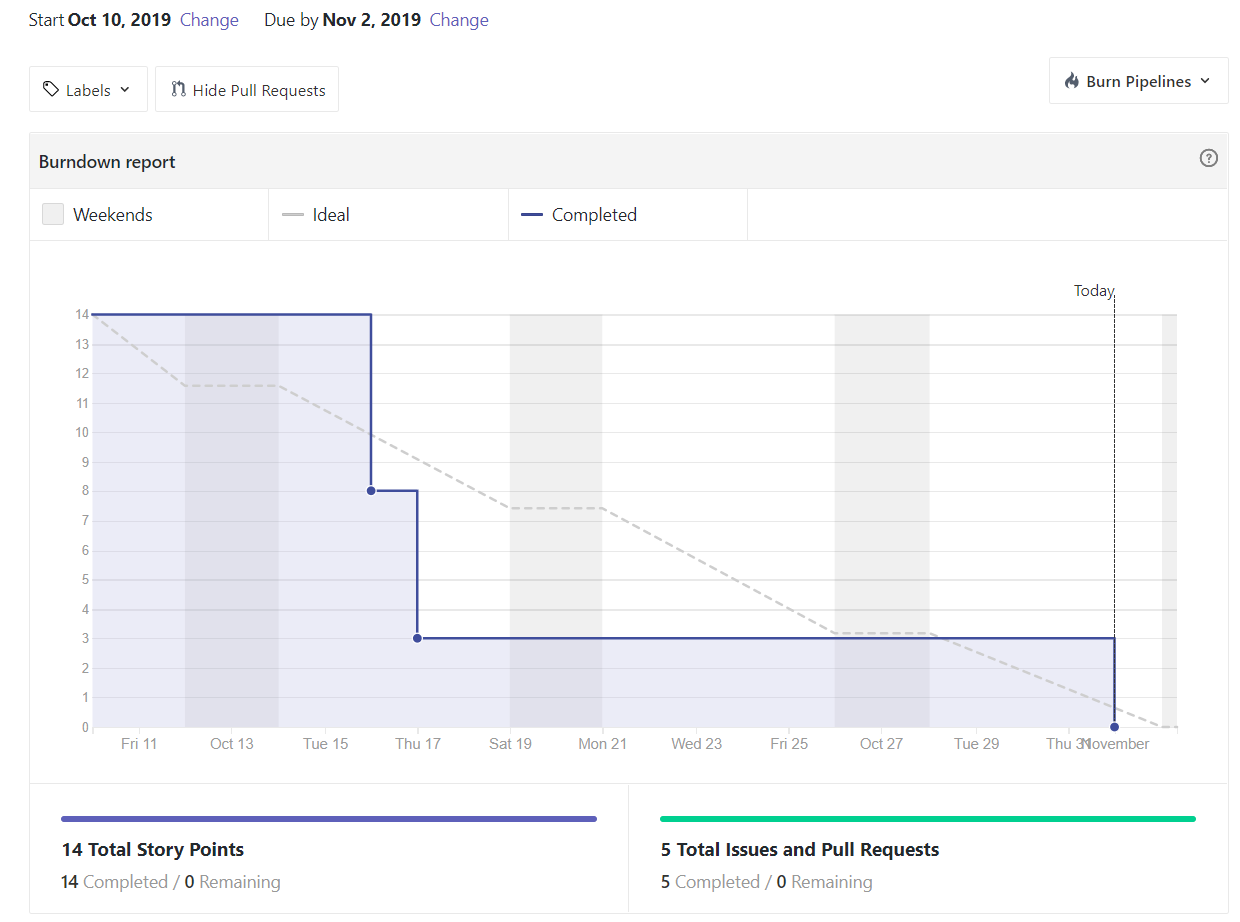 Start Oct 10, 2019 Change Due by Nov 2, 2019 Change
Labels Hide Pull Requests Burn Pipelines
Burndown report
Weekends Ideal Completed
Today
14
13
12
11
10
9
8
7
6
5
4
3
2
1
0
Fri 11 Oct 13 Tue 15 Thu 17 Sat 19 Mon 21 Wed 23 Fri 25 Oct 27 Tue 29 Thu 31 November
14 Total Story Points
14 Completed / 0 Remaining
5 Total Issues and Pull Requests
5 Completed / 0 Remaining